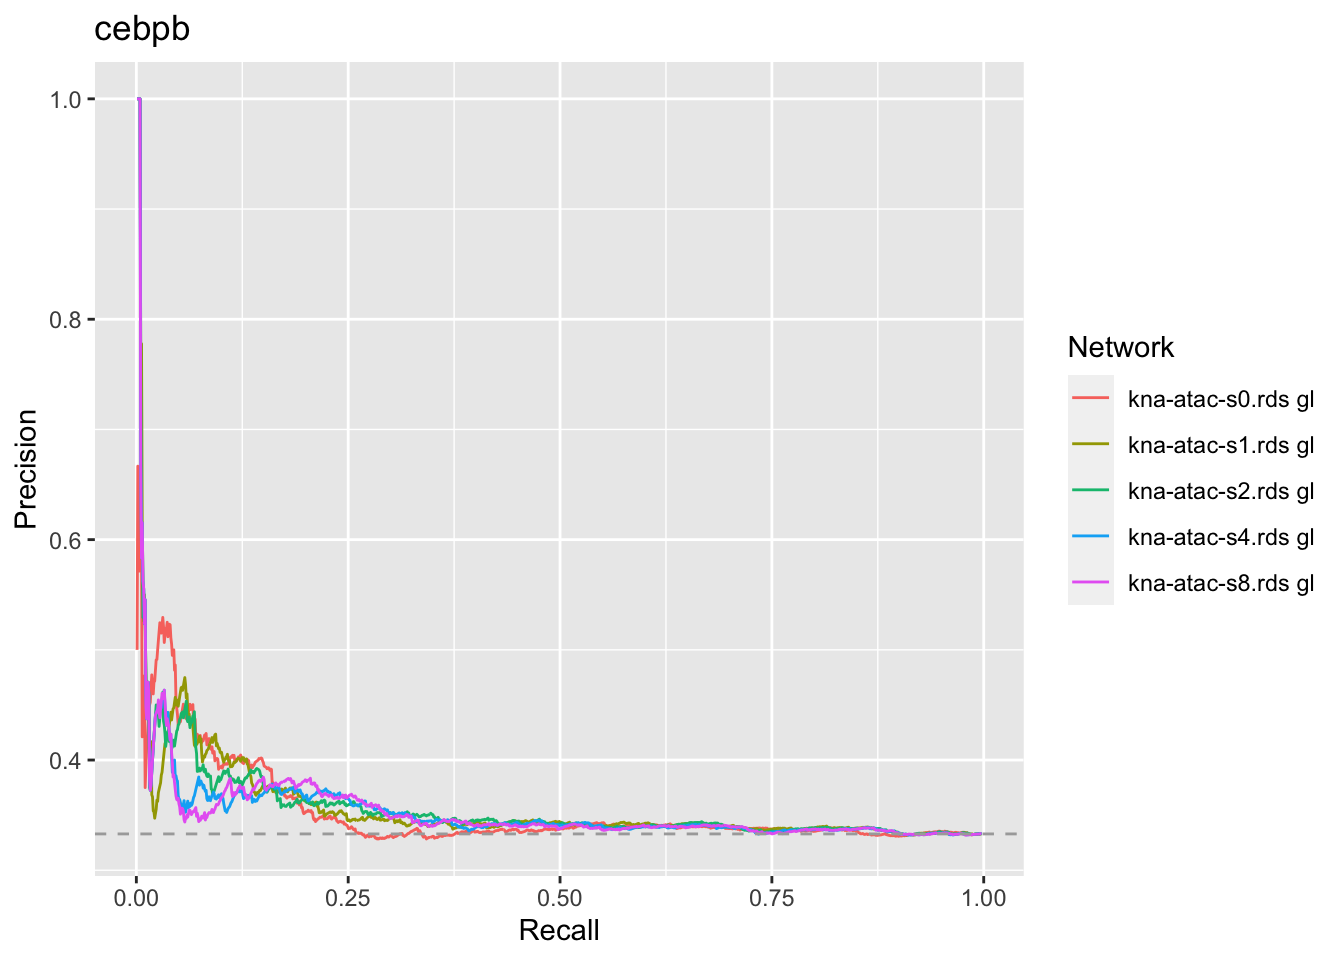 cebpb
1.0
0.8
0.6
0.4
Precision
0.00
0.25
0.50
0.75
1.00
Recall
Network
kna-atac-s0.rds gl
kna-atac-s1.rds gl
kna-atac-s2.rds gl
kna-atac-s4.rds gl
kna-atac-s8.rds gl